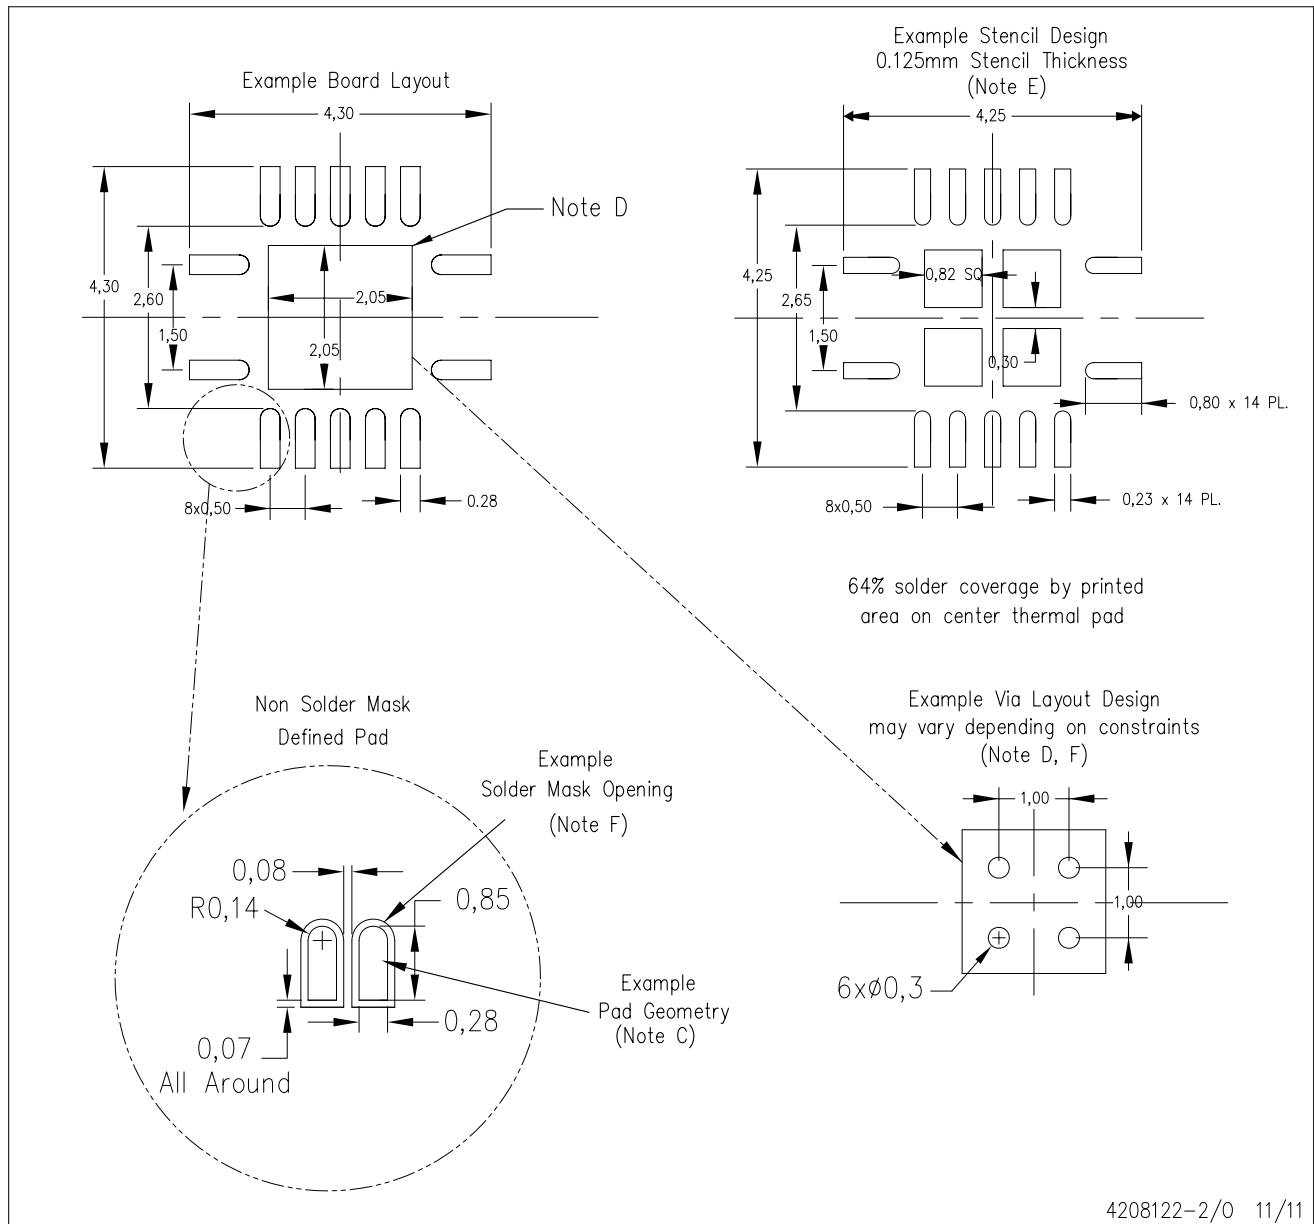 Example Board Layout
4,30
4,30
2,60
1,50
2,05
2,05
Note D
8x0,50
0.28
Example Stencil Design
0.125mm Stencil Thickness
(Note E)
4,25
4,25
2,65
1,50
0,82 SQ
0,30
0,80 x 14 PL.
8x0,50
0,23 x 14 PL.
64% solder coverage by printed
area on center thermal pad
Non Solder Mask
Defined Pad
Example
Solder Mask Opening
(Note F)
0,08
R0,14
0,85
0,28
0,07
All Around
Example
Pad Geometry
(Note C)
Example Via Layout Design
may vary depending on constraints
(Note D, F)
1,00
1,00
6xø0,3
4208122-2/O 11/11